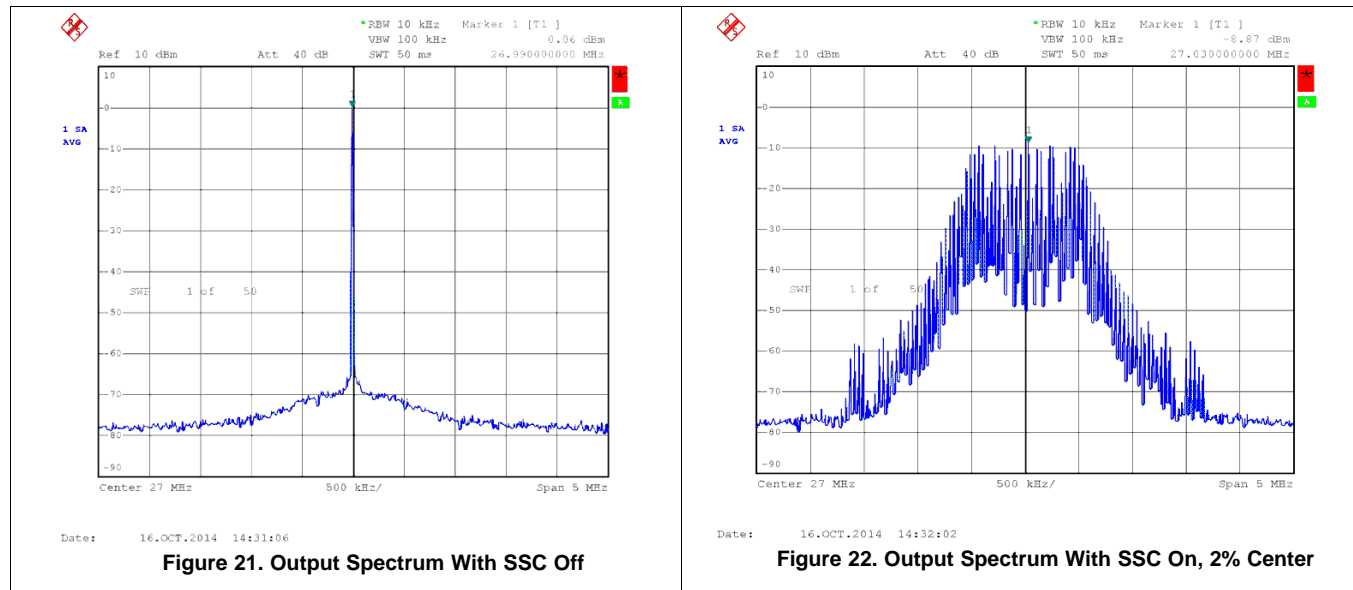 R S
*RBW 10 kHz Marker 1 [T1 ]
VBW 100 kHz 0.06 dBm
Ref 10 dBm Att 40 dB SWT 50 ms 26.990000000 MHz
10
1
0
A
1 SA
AVG
-10
-20
-30
-40
SWP 1 of 50
-50
-60
-70
-80
-90
Center 27 MHz 500 kHz/ Span 5 MHz
Date: 16.OCT.2014 14:31:06
Figure 21. Output Spectrum With SSC Off
R S
*RBW 10 kHz Marker 1 [T1 ]
VBW 100 kHz -8.87 dBm
Ref 10 dBm Att 40 dB SWT 50 ms 27.030000000 MHz
10
*
A
0
1 SA
AVG
1
-10
-20
-30
-40
SWP 1 of 50
-50
-60
-70
-80
-90
Center 27 MHz 500 kHz/ Span 5 MHz
Date: 16.OCT.2014 14:32:02
Figure 22. Output Spectrum With SSC On, 2% Center